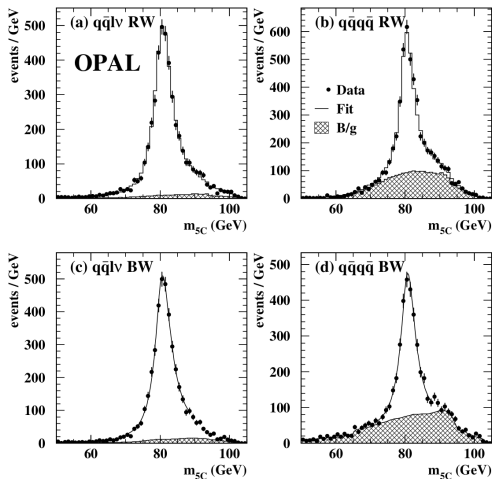 (a) qq̄lν RW
OPAL
events / GeV
500
400
300
200
100
0
60
80
100
m5C (GeV)
(b) qq̄qq̄ RW
Data
Fit
B/g
events / GeV
600
500
400
300
200
100
0
60
80
100
m5C (GeV)
(c) qq̄lν BW
events / GeV
500
400
300
200
100
0
60
80
100
m5C (GeV)
(d) qq̄qq̄ BW
events / GeV
500
400
300
200
100
0
60
80
100
m5C (GeV)